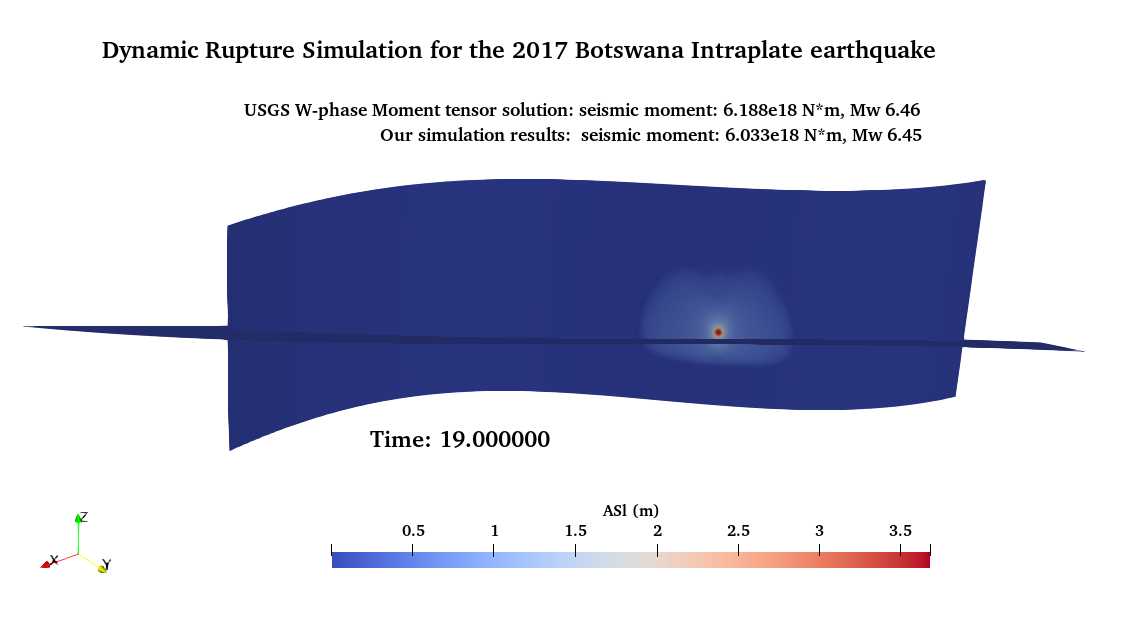 Dynamic Rupture Simulation for the 2017 Botswana Intraplate earthquake
USGS W-phase Moment tensor solution: seismic moment: 6.188e18 N*m, Mw 6.46
Our simulation results:  seismic moment: 6.033e18 N*m, Mw 6.45
Time: 19.000000
ASl (m)
0.5 1 1.5 2 2.5 3 3.5
Z
X
Y